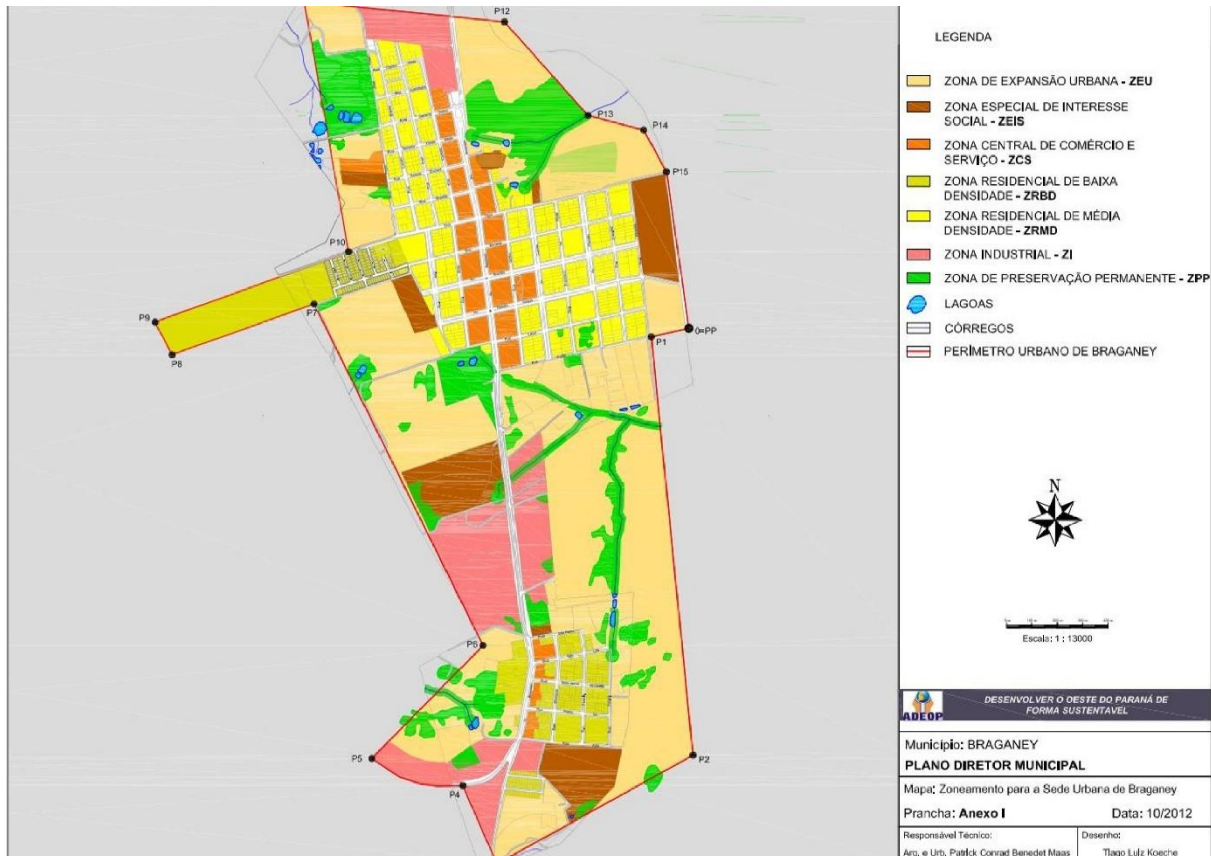 P12
P13
P14
P15
P10
P7
P9
P8
0=PP
P1
P6
P5
P4
P2
LEGENDA
ZONA DE EXPANSÃO URBANA - ZEU
ZONA ESPECIAL DE INTERESSE
SOCIAL - ZEIS
ZONA CENTRAL DE COMÉRCIO E
SERVIÇO - ZCS
ZONA RESIDENCIAL DE BAIXA
DENSIDADE - ZRBD
ZONA RESIDENCIAL DE MÉDIA
DENSIDADE - ZRMD
ZONA INDUSTRIAL - ZI
ZONA DE PRESERVAÇÃO PERMANENTE - ZPP
LAGOAS
CÓRREGOS
PERÍMETRO URBANO DE BRAGANEY
N
Escala: 1 : 13000
ADEOP
DESENVOLVER O OESTE DO PARANÁ DE
FORMA SUSTENTAVEL
Município: BRAGANEY
PLANO DIRETOR MUNICIPAL
Mapa: Zoneamento para a Sede Urbana de Braganey
Prancha: Anexo I Data: 10/2012
Responsável Técnico: Desenho:
Arq. e Urb. Patrick Conrad Benedet Maas Tiago Luiz Koeche